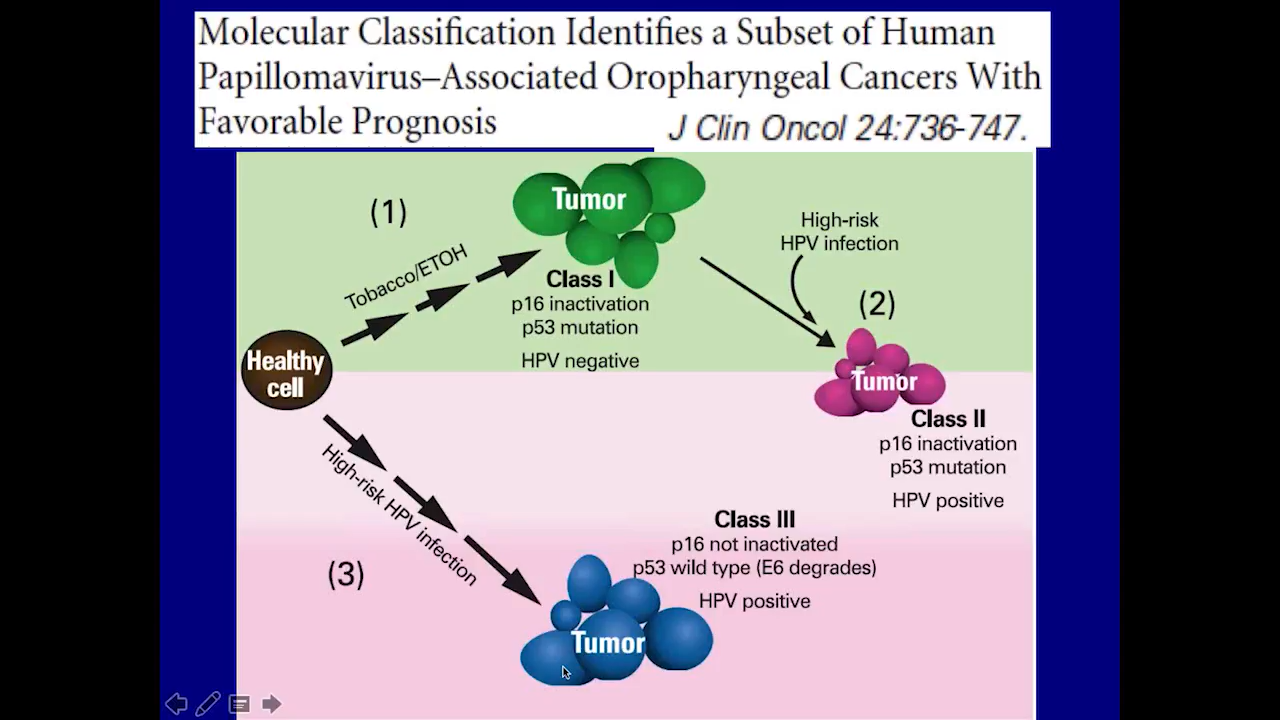 Molecular Classification Identifies a Subset of Human
Papillomavirus–Associated Oropharyngeal Cancers With
Favorable Prognosis
J Clin Oncol 24:736-747.
(1)
Tobacco/ETOH
Tumor
Class I
p16 inactivation
p53 mutation
HPV negative
High-risk
HPV infection
(2)
Healthy
cell
Tumor
Class II
p16 inactivation
p53 mutation
HPV positive
High-risk HPV infection
(3)
Class III
p16 not inactivated
p53 wild type (E6 degrades)
HPV positive
Tumor